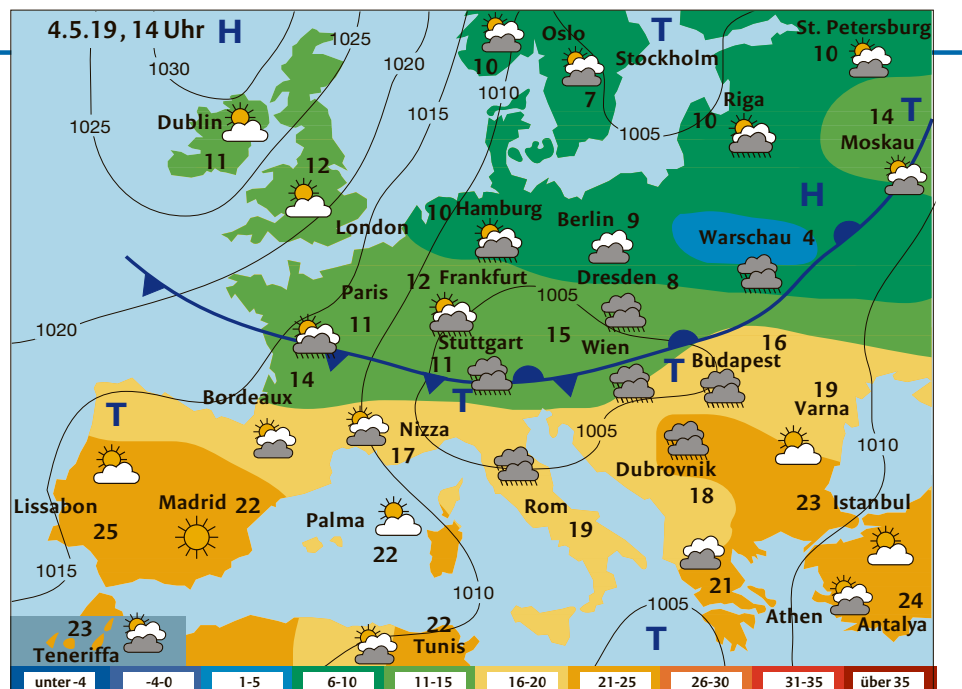 4.5.19, 14 Uhr H
1025
1030
1020
1015
1010
1025
T
Oslo
10
Stockholm
7
1005
St. Petersburg
10
Riga
10
14
T
Moskau
Dublin
11
12
London
H
10 Hamburg
Berlin 9
Warschau 4
12 Frankfurt
Dresden 8
Paris
11
1005
1020
Stuttgart
11
15
Wien
16
T
Budapest
14
Bordeaux
T
T
Nizza
17
1005
19
Varna
1010
Dubrovnik
18
Lissabon
25
Madrid 22
Palma
22
Rom
19
23
Istanbul
21
1015
1010
1005
T
Athen
24
Antalya
23
Teneriffa
22
Tunis
unter -4 -4-0 1-5 6-10 11-15 16-20 21-25 26-30 31-35 über 35